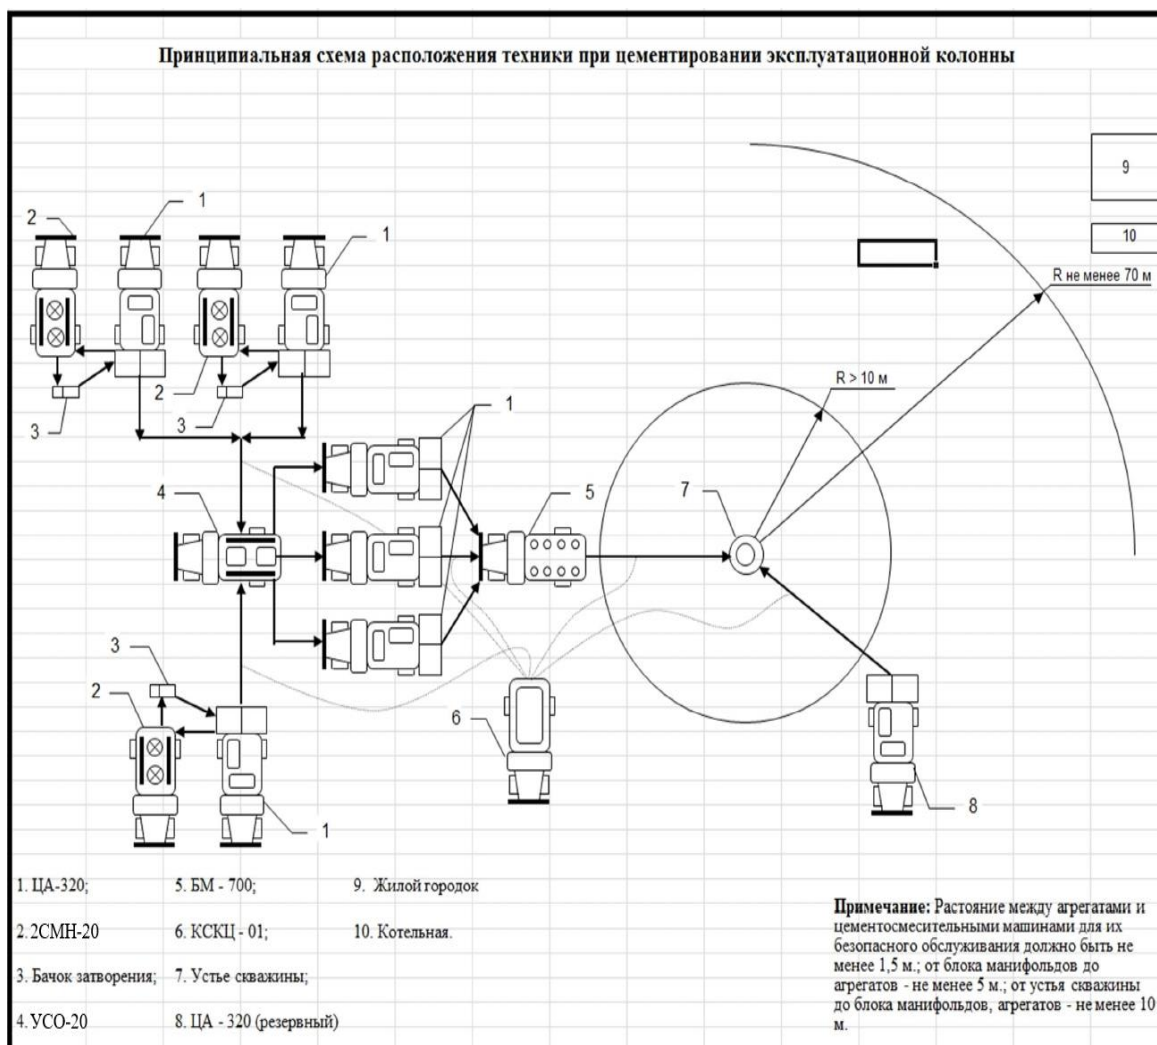 Принципиальная схема расположения техники при цементировании эксплуатационной колонны
9
1
2
1
10
R не менее 70 м
R > 10 м
2
1
3
3
4
5
7
3
2
6
8
1
1. ЦА-320;
5. БМ - 700;
9. Жилой городок
2. 2СМН-20
6. КСКЦ - 01;
10. Котельная.
3. Бачок затворения;
7. Устье скважины;
4. УСО-20
8. ЦА - 320 (резервный)
Примечание: Растояние между агрегатами и
цементосмесительными машинами для их
безопасного обслуживания должно быть не
менее 1,5 м.; от блока манифольдов до
агрегатов - не менее 5 м.; от устья скважины
до блока манифольдов, агрегатов - не менее 10
м.